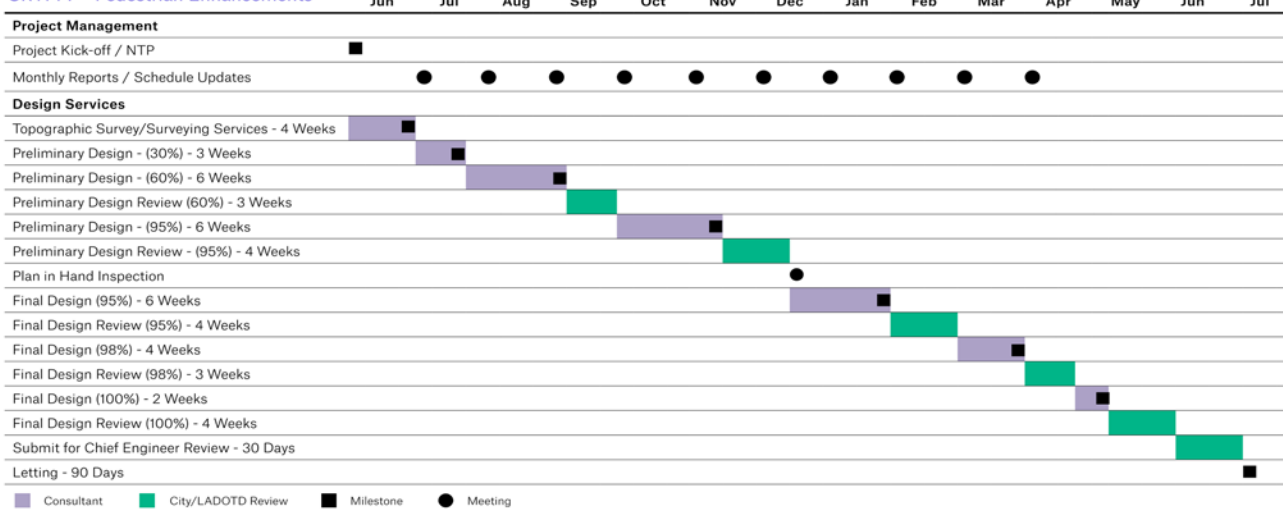 Pedestrian Enhancements Jun Jul Aug Sep Oct Nov Dec Jan Feb Mar Apr May Jun Jul
Project Management
Project Kick-off / NTP
Monthly Reports / Schedule Updates
Design Services
Topographic Survey/Surveying Services - 4 Weeks
Preliminary Design - (30%) - 3 Weeks
Preliminary Design - (60%) - 6 Weeks
Preliminary Design Review (60%) - 3 Weeks
Preliminary Design - (95%) - 6 Weeks
Preliminary Design Review - (95%) - 4 Weeks
Plan in Hand Inspection
Final Design (95%) - 6 Weeks
Final Design Review (95%) - 4 Weeks
Final Design (98%) - 4 Weeks
Final Design Review (98%) - 3 Weeks
Final Design (100%) - 2 Weeks
Final Design Review (100%) - 4 Weeks
Submit for Chief Engineer Review - 30 Days
Letting - 90 Days
Consultant City/LADOTD Review Milestone Meeting